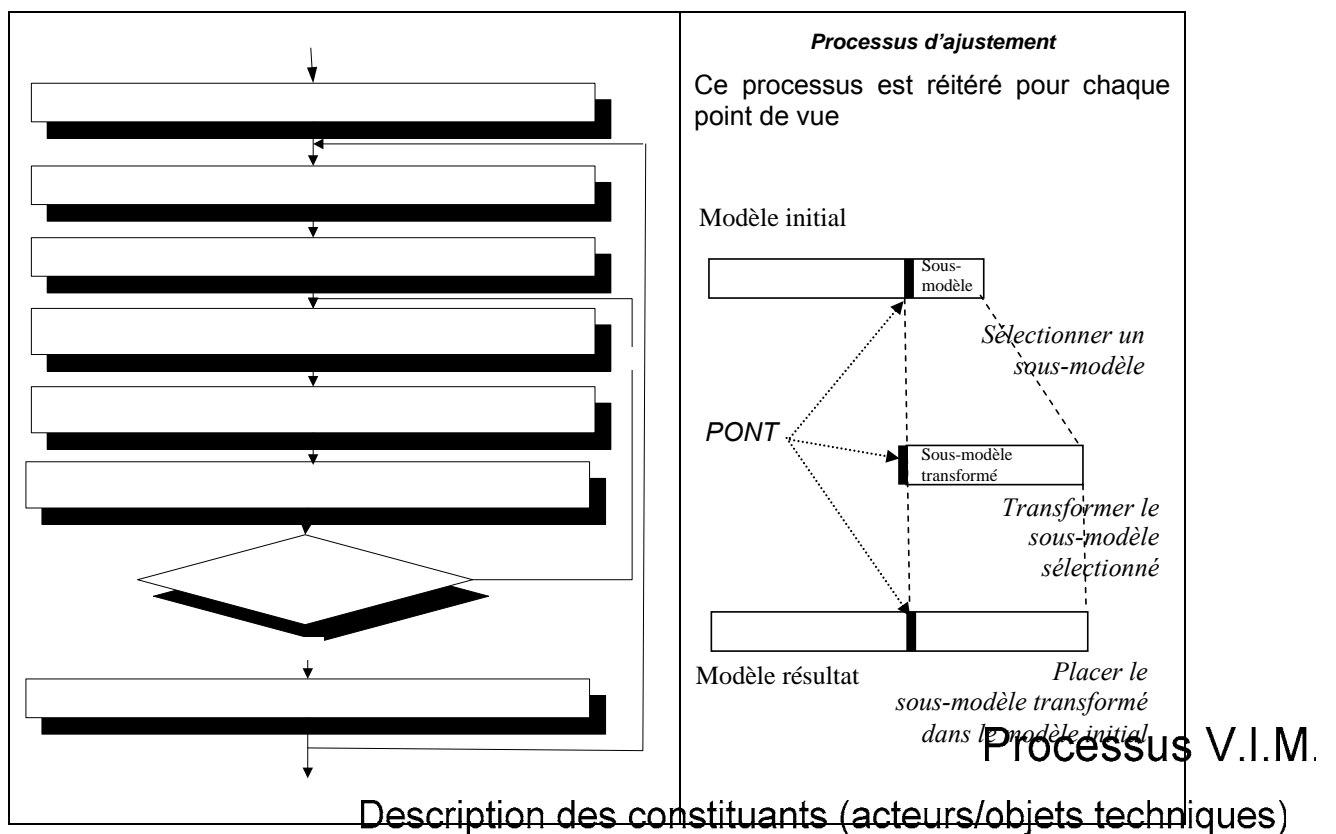 Processus d'ajustement
Ce processus est réitéré pour chaque
point de vue
Modèle initial
Sous-
modèle
Sélectionner un
sous-modèle
PONT
Sous-modèle
transformé
Transformer le
sous-modèle
sélectionné
Modèle résultat
Placer le
sous-modèle transformé
dans le modèle initial
Processus V.I.M.
Description des constituants (acteurs/objets techniques)